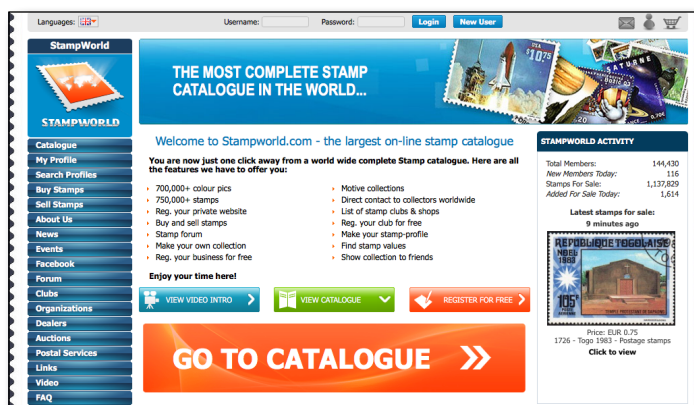 Languages:
Username:
Password:
Login
New User
StampWorld
STAMPWORLD
Catalogue
My Profile
Search Profiles
Buy Stamps
Sell Stamps
About Us
News
Events
Facebook
Forum
Clubs
Organizations
Dealers
Auctions
Postal Services
Links
Video
FAQ
THE MOST COMPLETE STAMP
CATALOGUE IN THE WORLD...
USA
$10.75
SATURNE
20
Welcome to Stampworld.com - the largest on-line stamp catalogue
You are now just one click away from a world wide complete Stamp catalogue. Here are all
the features we have to offer you:
700,000+ colour pics
750,000+ stamps
Reg. your private website
Buy and sell stamps
Stamp forum
Make your own collection
Reg. your business for free
Motive collections
Direct contact to collectors worldwide
List of stamp clubs & shops
Reg. your club for free
Make your stamp-profile
Find stamp values
Show collection to friends
Enjoy your time here!
VIEW VIDEO INTRO
VIEW CATALOGUE
REGISTER FOR FREE
GO TO CATALOGUE
STAMPWORLD ACTIVITY
Total Members: 144,430
New Members Today: 116
Stamps For Sale: 1,137,829
Added For Sale Today: 1,614
Latest stamps for sale:
9 minutes ago
REPUBLIQUE TOGOLAISE
NOEL
1983
Price: EUR 0.75
1726 - Togo 1983 - Postage stamps
Click to view